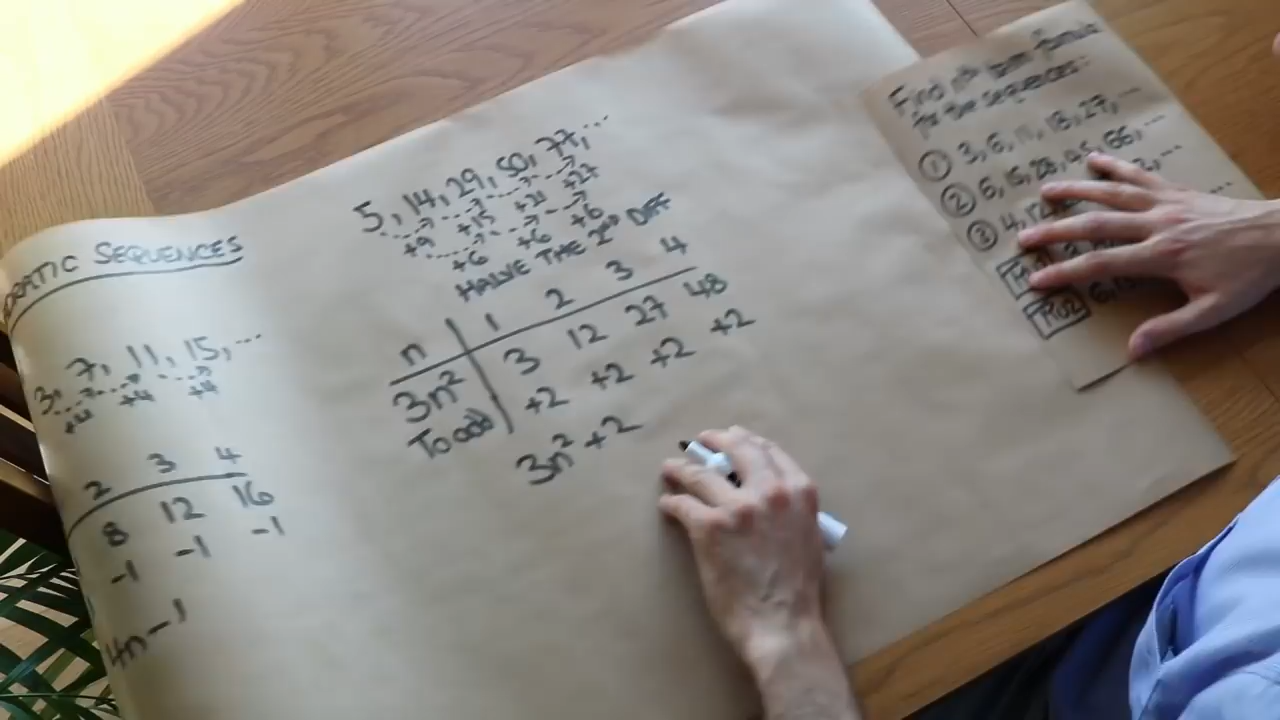 SEQUENCES
3, 7, 11, 15, ...
+4 +4 +4
2 3 4
8 12 16
-1 -1 -1
4n-1
5, 14, 29, 50, 77, ...
+9 +15 +21 +27
+6 +6 +6
HALVE THE 2nd DIFF
n 1 2 3 4
3n² 3 12 27 48
To add +2 +2 +2 +2
3n² + 2
Find nth term formula
for the sequences:
① 3, 6, 11, 18, 27, ...
② 6, 15, 28, 45, 66, ...
③ 4,